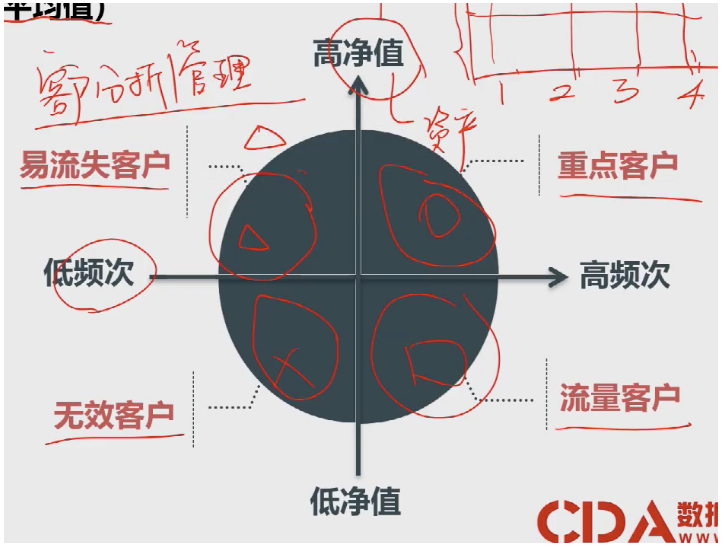 平均值）
高净值
客户分析/管理
1 2 3 4
资产
易流失客户
重点客户
低频次
高频次
无效客户
流量客户
低净值
CDA 数据
WWW